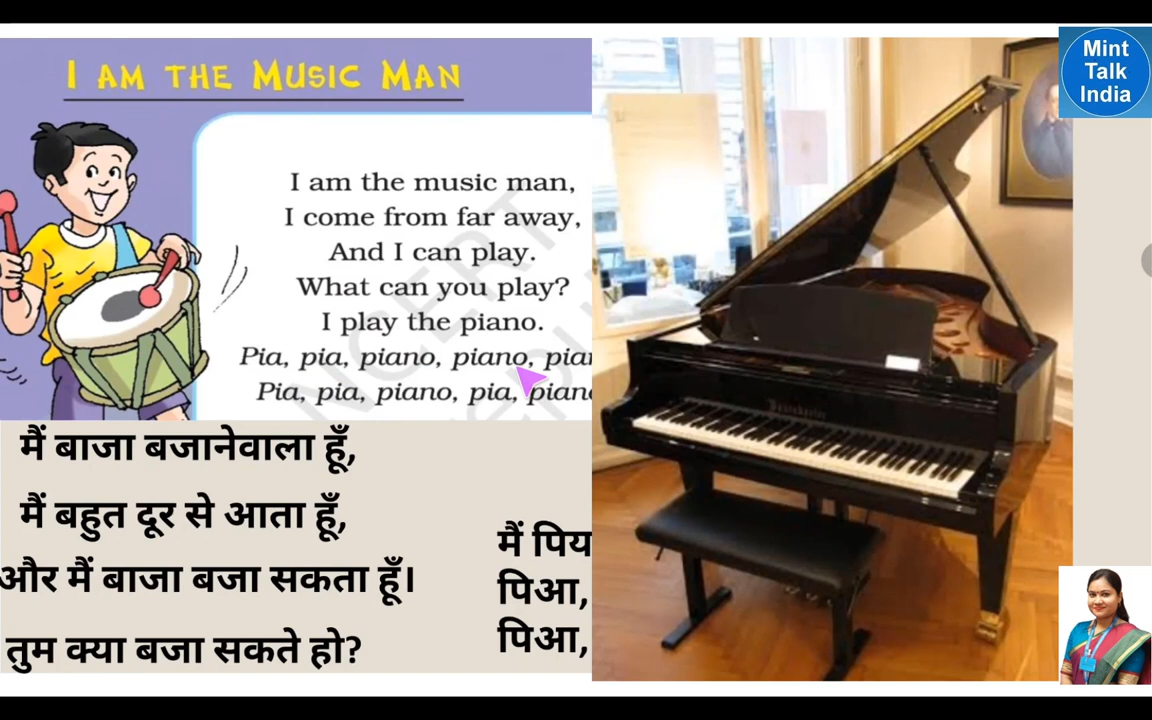 I AM THE MUSIC MAN
I am the music man,
I come from far away,
And I can play.
What can you play?
I play the piano.
Pia, pia, piano, piano,
Pia, pia, piano, pia,
मैं बाजा बजानेवाला हूँ,
मैं बहुत दूर से आता हूँ,
और मैं बाजा बजा सकता हूँ।
तुम क्या बजा सकते हो?
मैं
पिआ,
पिआ,
Mint
Talk
India
NCERT